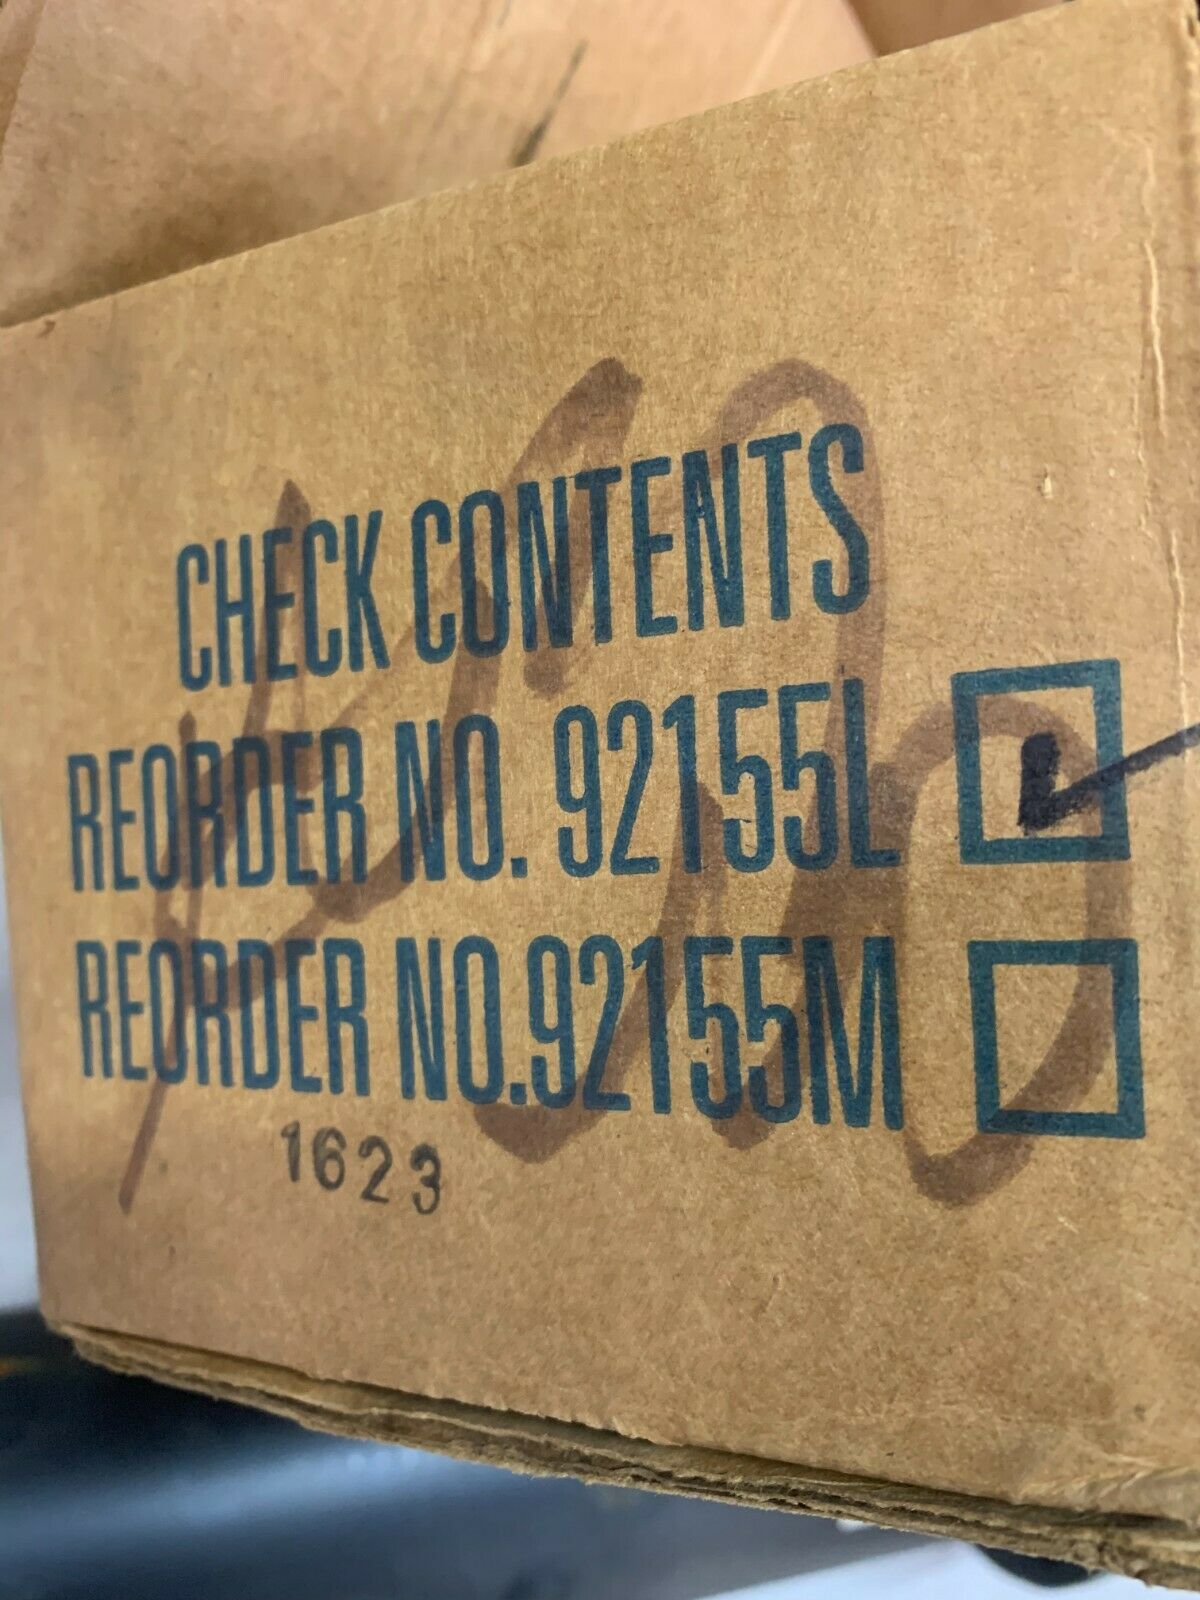 CHECK CONTENTS
REORDER NO. 92155L
REORDER NO.92155M
1623